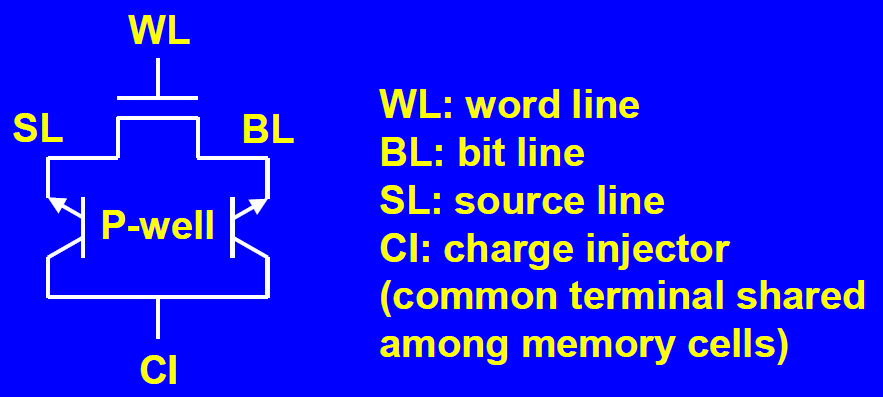 WL
SL
BL
P-well
CI
WL: word line
BL: bit line
SL: source line
CI: charge injector
(common terminal shared
among memory cells)